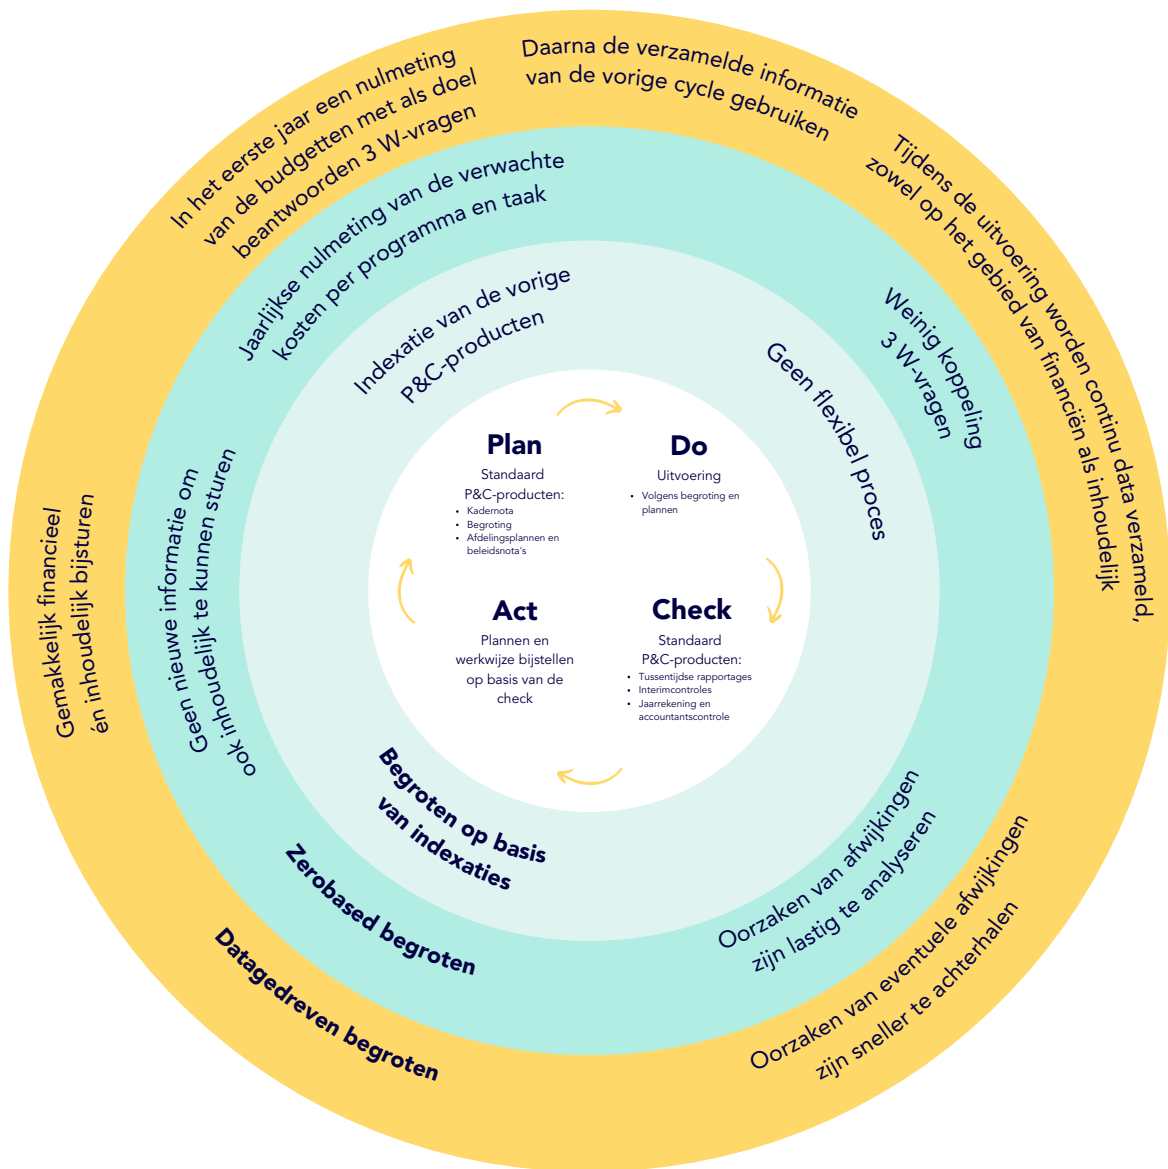 In het eerste jaar een nulmeting
van de budgetten met als doel
beantwoorden 3 W-vragen
Daarna de verzamelde informatie
van de vorige cycle gebruiken
Tijdens de uitvoering worden continu data verzameld,
zowel op het gebied van financiën als inhoudelijk
Oorzaken van eventuele afwijkingen
zijn sneller te achterhalen
Gemakkelijk financieel
én inhoudelijk bijsturen
Datagedreven begroten
Jaarlijkse nulmeting van de verwachte
kosten per programma en taak
Weinig koppeling
3 W-vragen
Oorzaken van afwijkingen
zijn lastig te analyseren
Geen nieuwe informatie om
ook inhoudelijk te kunnen sturen
Zerobased begroten
Indexatie van de vorige
P&C-producten
Geen flexibel proces
Begroten op basis
van indexaties
Plan
Standaard
P&C-producten:
• Kadernota
• Begroting
• Afdelingsplannen en
beleidsnota's
Do
Uitvoering
• Volgens begroting en
plannen
Check
Standaard
P&C-producten:
• Tussentijdse rapportages
• Interimcontroles
• Jaarrekening en
accountantscontrole
Act
Plannen en
werkwijze bijstellen
op basis van de
check